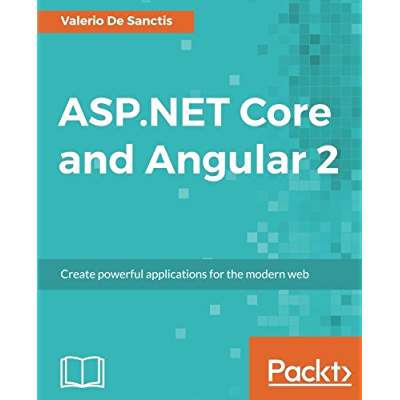 Valerio De Sanctis
ASP.NET Core
and Angular 2
Create powerful applications for the modern web
Packt>